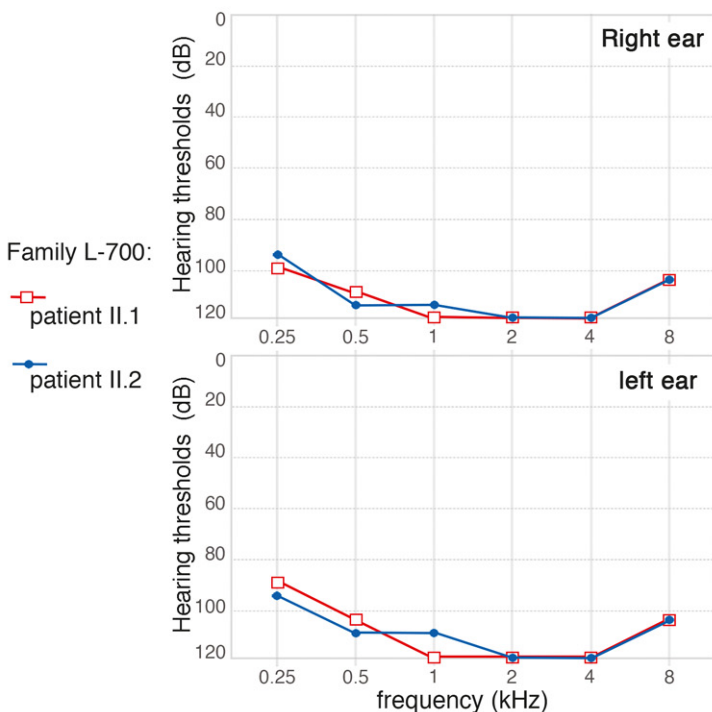 Family L-700:
patient II.1
patient II.2
Right ear
Hearing thresholds (dB)
0
20
40
60
80
100
120
0.25 0.5 1 2 4 8
left ear
Hearing thresholds (dB)
0
20
40
60
80
100
120
0.25 0.5 1 2 4 8
frequency (kHz)